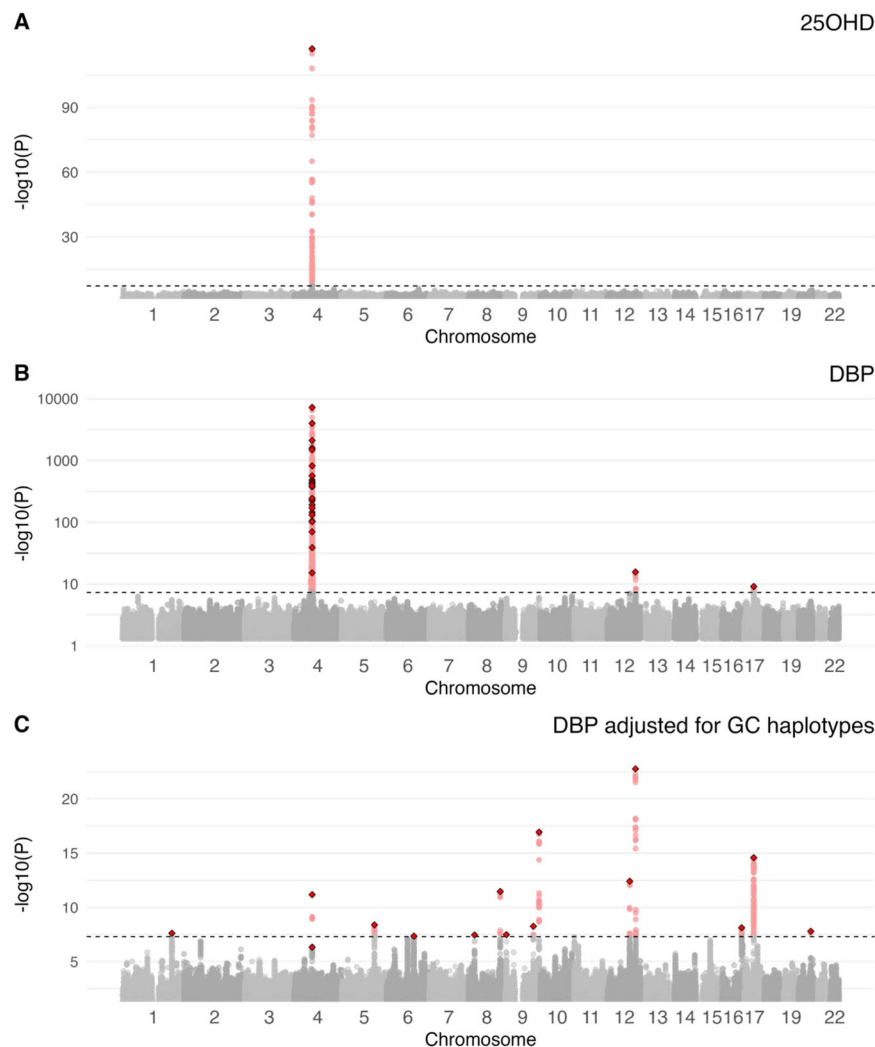 A
25OHD
90
60
30
-log10(P)
1 2 3 4 5 6 7 8 9 10 11 12 13 14 15 16 17 19 22
Chromosome
B
DBP
10000
1000
100
10
1
-log10(P)
1 2 3 4 5 6 7 8 9 10 11 12 13 14 15 16 17 19 22
Chromosome
C
DBP adjusted for GC haplotypes
20
15
10
5
-log10(P)
1 2 3 4 5 6 7 8 9 10 11 12 13 14 15 16 17 19 22
Chromosome